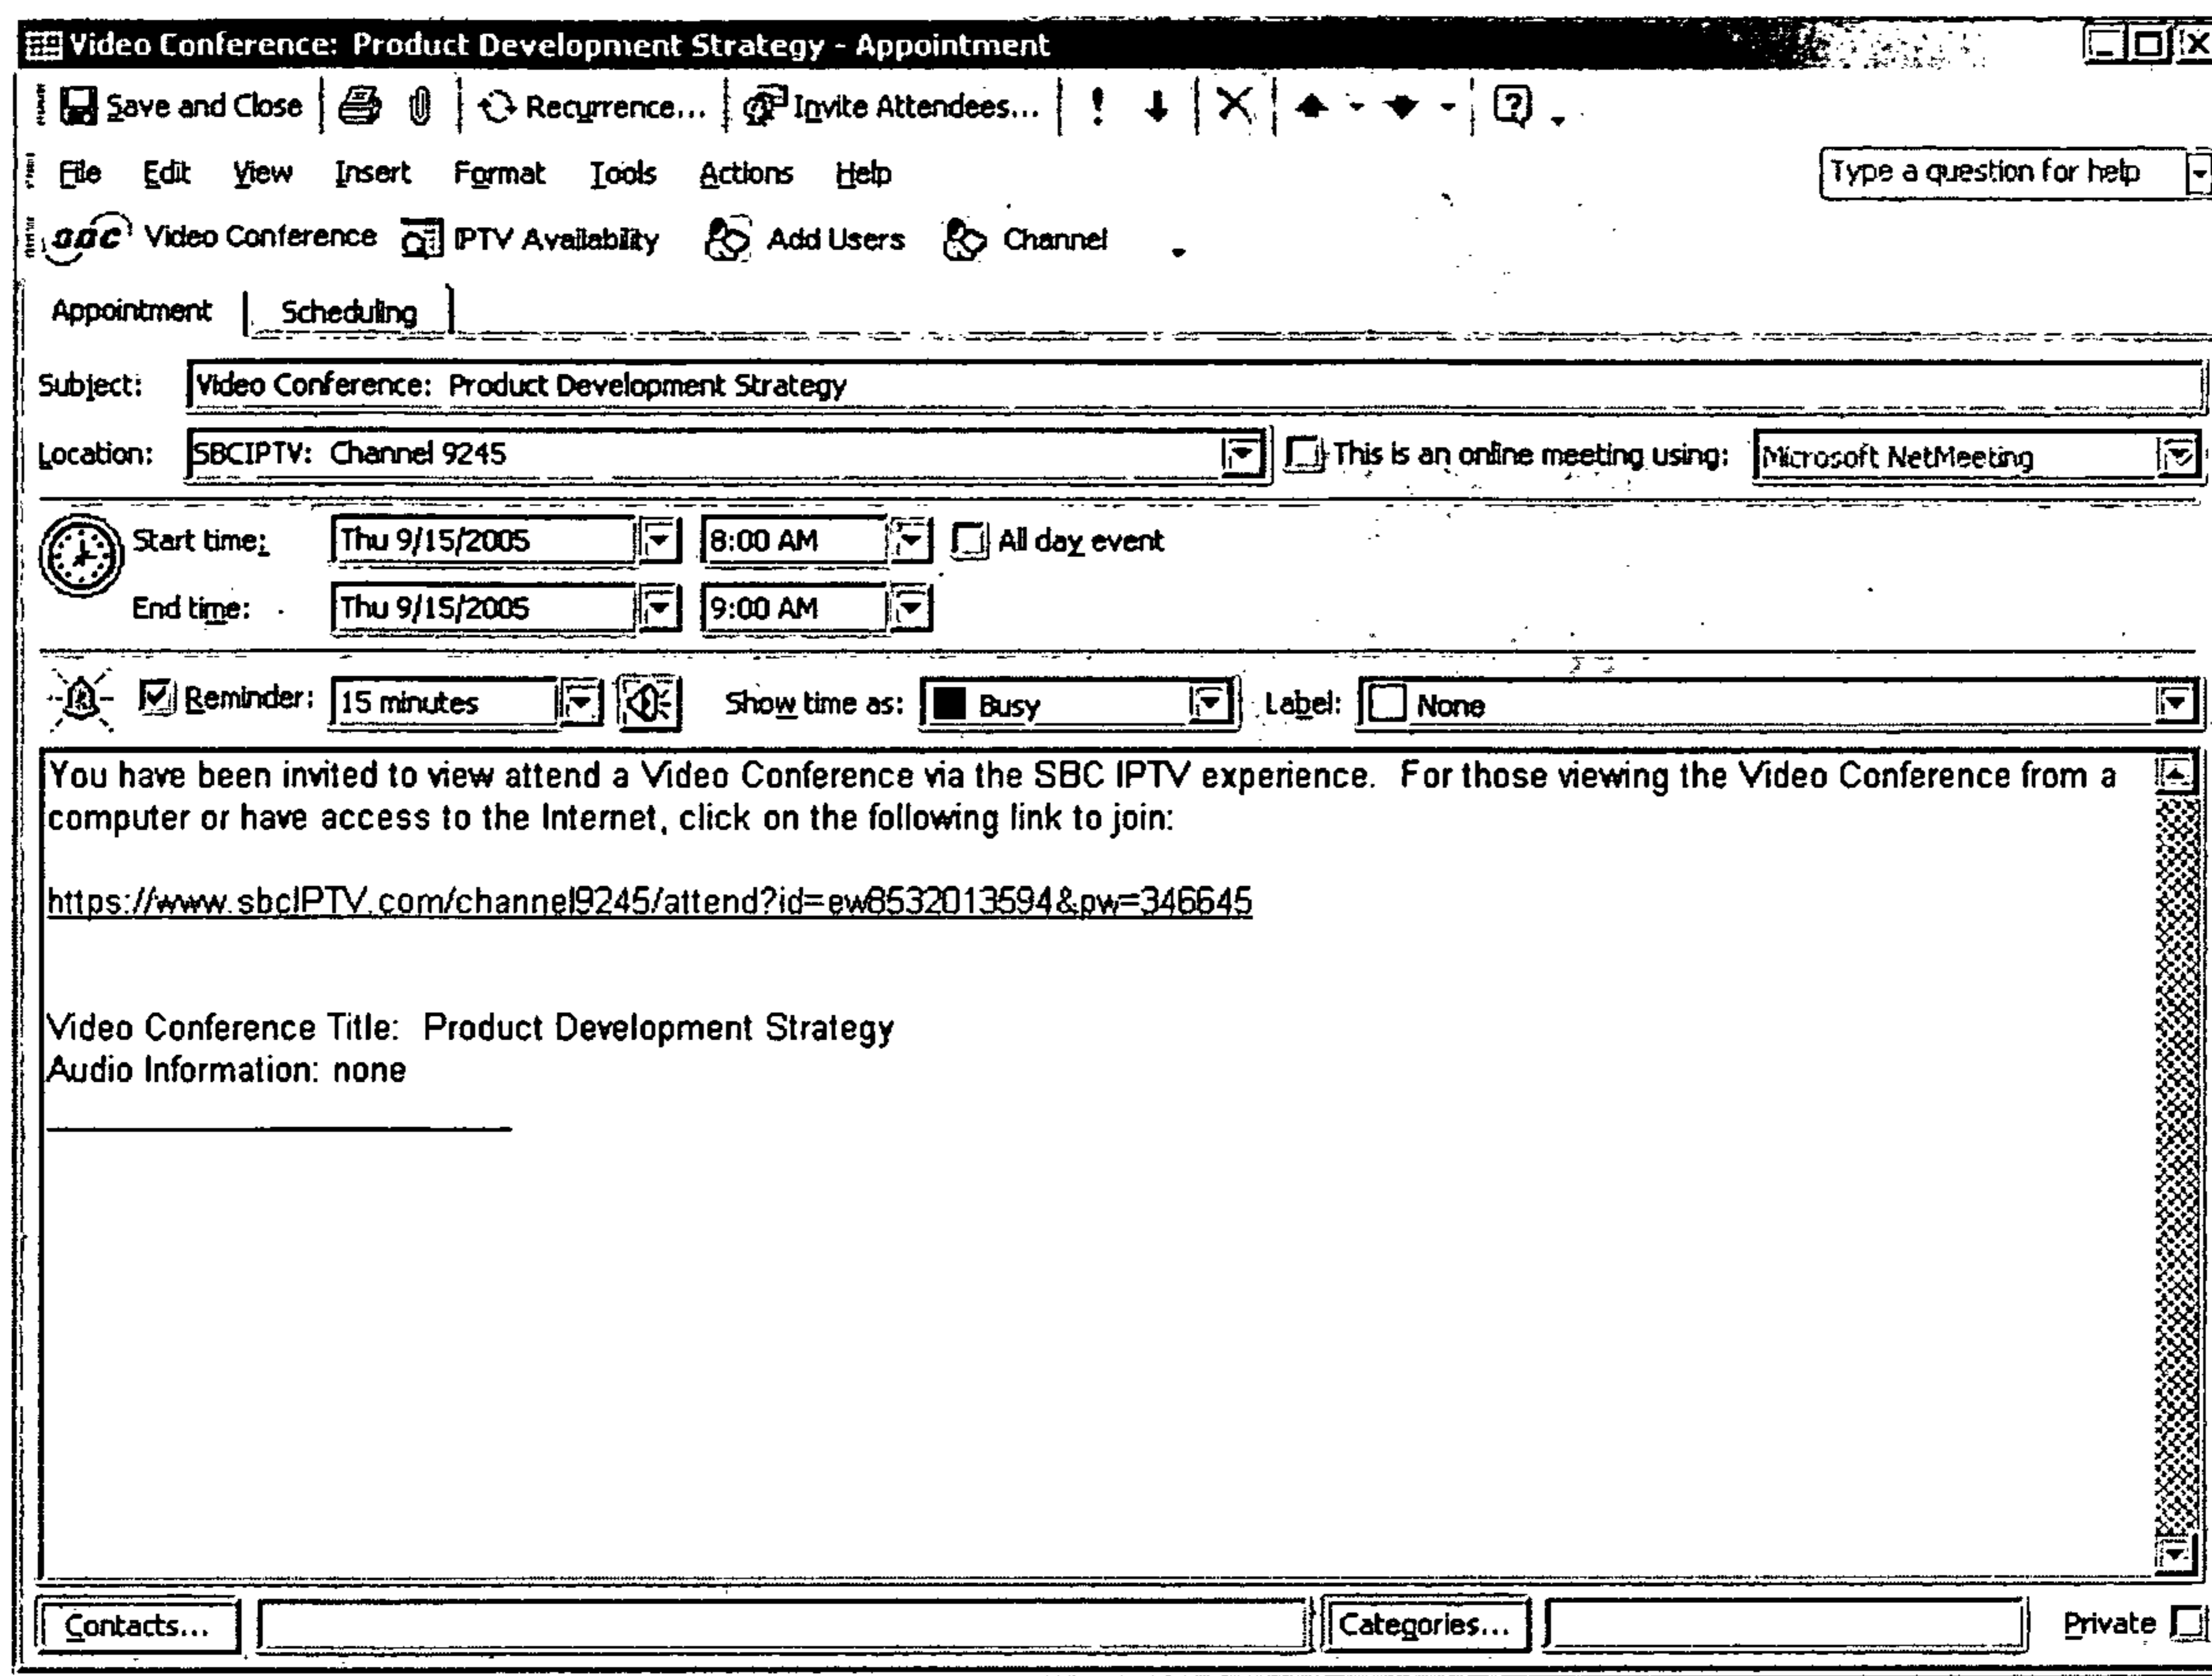 Video Conference: Product Development Strategy - Appointment
Save and Close Recurrence... Invite Attendees...
File Edit View Insert Format Tools Actions Help Type a question for help
Video Conference IPTV Availability Add Users Channel
Appointment Scheduling
Subject: Video Conference: Product Development Strategy
Location: SBCIPTV: Channel 9245 This is an online meeting using: Microsoft NetMeeting
Start time: Thu 9/15/2005 8:00 AM All day event
End time: Thu 9/15/2005 9:00 AM
Reminder: 15 minutes Show time as: Busy Label: None
You have been invited to view attend a Video Conference via the SBC IPTV experience. For those viewing the Video Conference from a
computer or have access to the Internet, click on the following link to join:
https://www.sbcIPTV.com/channel9245/attend?id=ew8532013594&pw=346645
Video Conference Title: Product Development Strategy
Audio Information: none
Contacts... Categories... Private